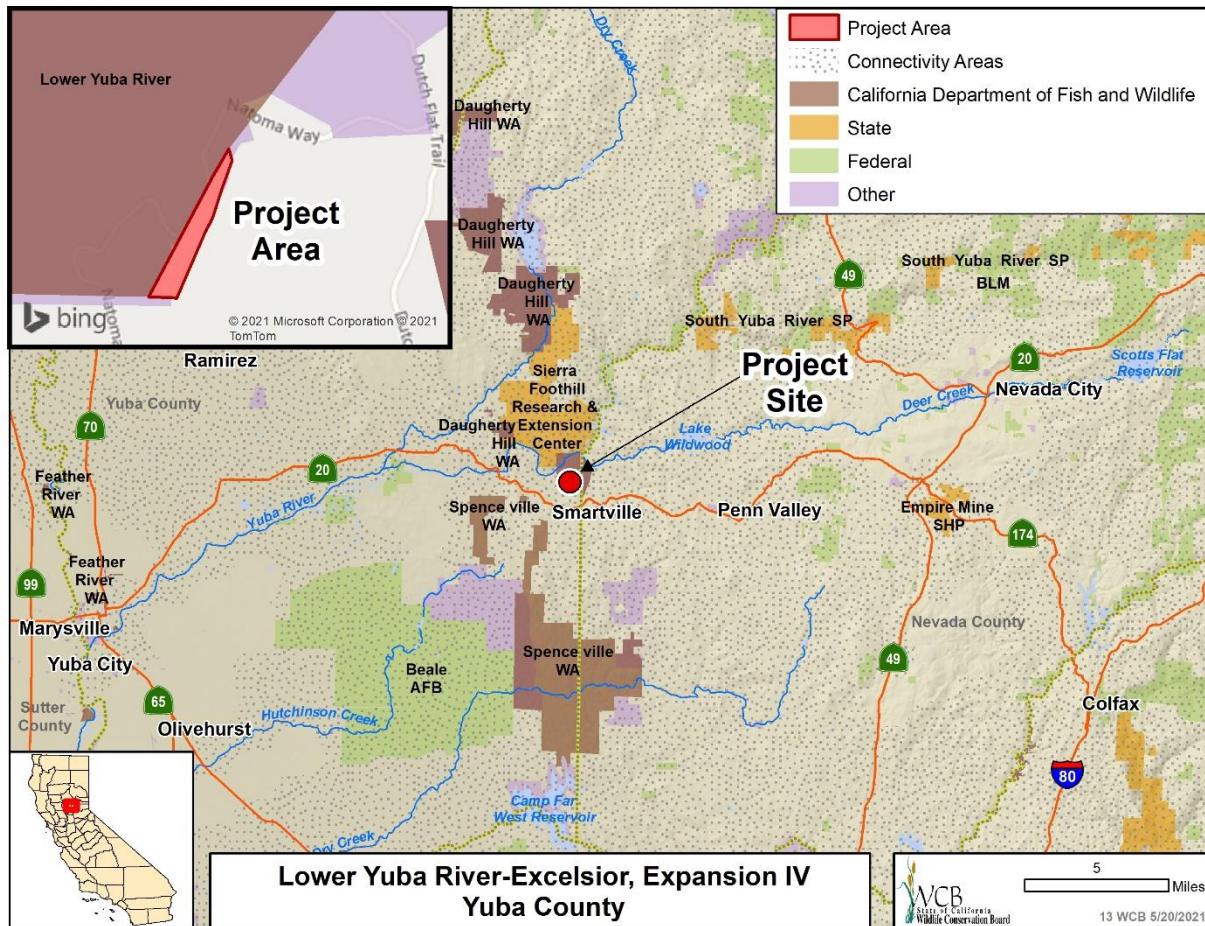 Lower Yuba River
Natoma Way
Dutch Flat Trail
Project
Area
Natoma
Dutc
bing
© 2021 Microsoft Corporation © 2021
TomTom
Project Area
Connectivity Areas
California Department of Fish and Wildlife
State
Federal
Other
Dry Creek
Daugherty
Hill WA
Daugherty
Hill WA
Daugherty
Hill
WA
49
South Yuba River SP
BLM
South Yuba River SP
20
Scotts Flat
Reservoir
Nevada City
Deer Creek
Project
Site
Lake
Wildwood
Sierra
Foothill
Research &
Extension
Center
Daugherty
Hill
WA
Ramirez
Yuba County
70
20
Feather
River
WA
Yuba River
Smartville
Penn Valley
Empire Mine
SHP
174
Spence ville
WA
Feather
River
WA
99
Marysville
Yuba City
65
Sutter
County
Olivehurst
Beale
AFB
Hutchinson Creek
Spence ville
WA
Nevada County
49
Colfax
80
Camp Far
West Reservoir
Dry Creek
Lower Yuba River-Excelsior, Expansion IV
Yuba County
WCB
State of California
Wildlife Conservation Board
5
Miles
13 WCB 5/20/2021